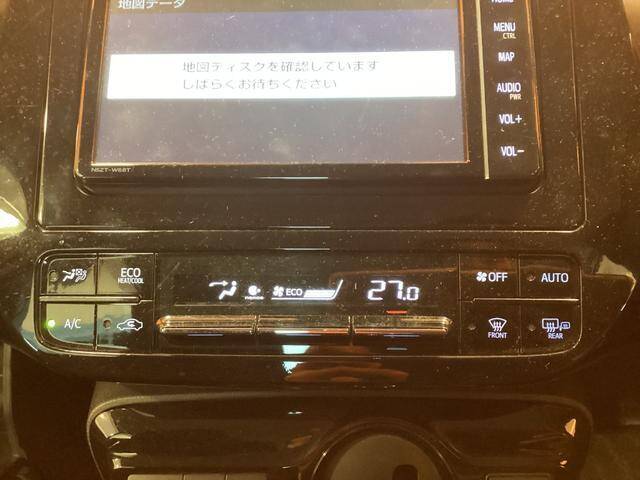 地図データ
地図ディスクを確認しています
しばらくお待ちください
HOME
MENU
CTRL
MAP
AUDIO
PWR
VOL+
VOL-
NSZT-W68T
ECO
HEAT/COOL
A/C
ECO
27.0
OFF
AUTO
FRONT
REAR